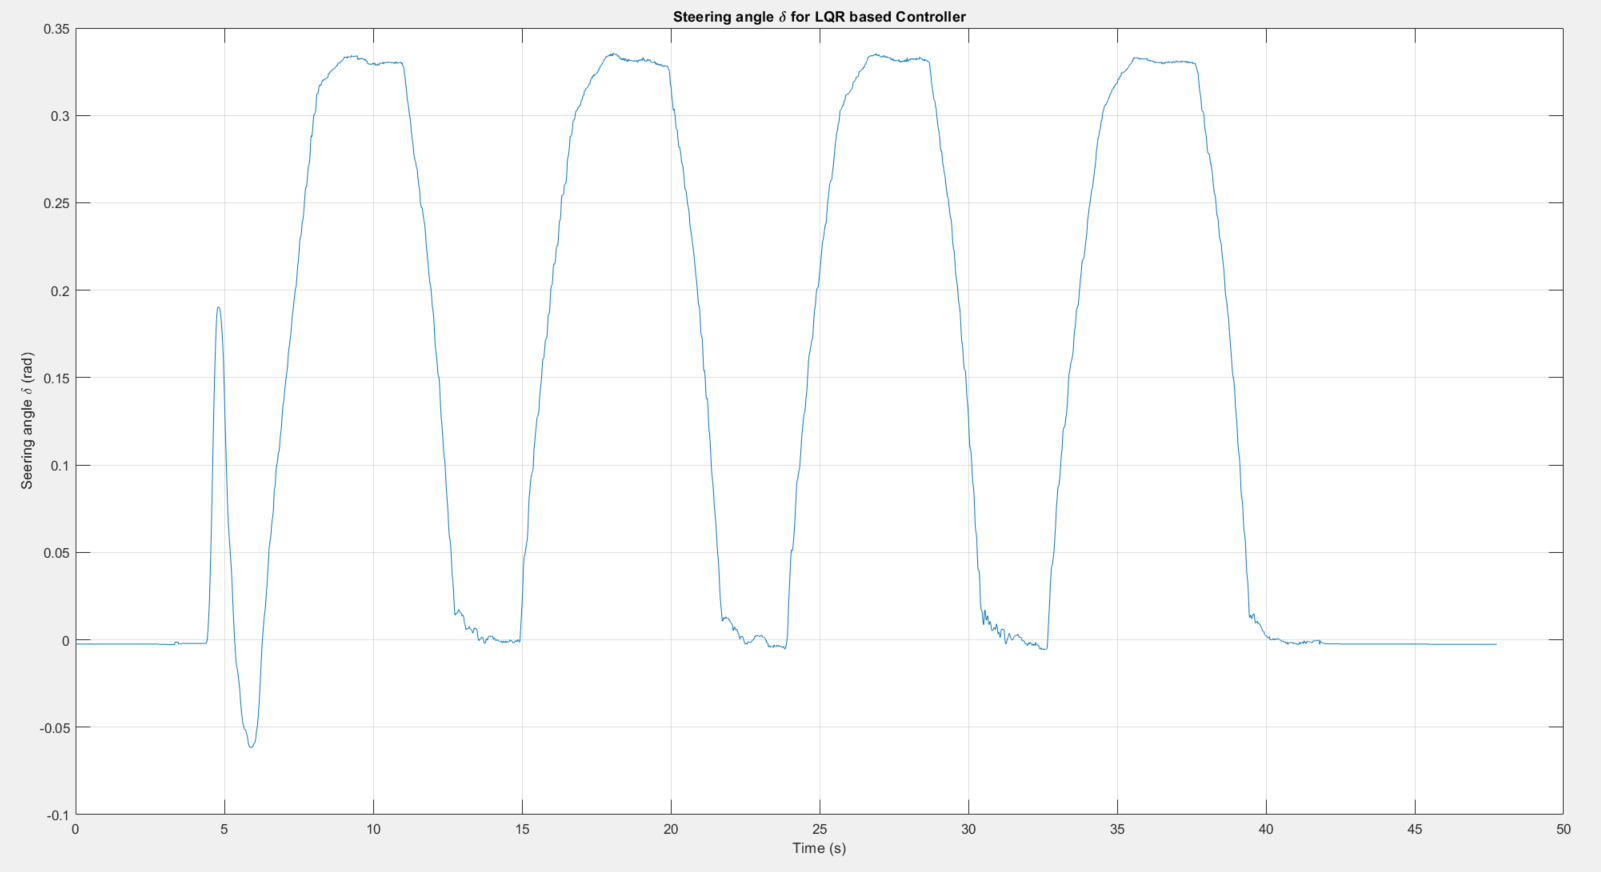 Steering angle δ for LQR based Controller
Seering angle δ (rad)
0.35
0.3
0.25
0.2
0.15
0.1
0.05
0
-0.05
-0.1
0 5 10 15 20 25 30 35 40 45 50
Time (s)